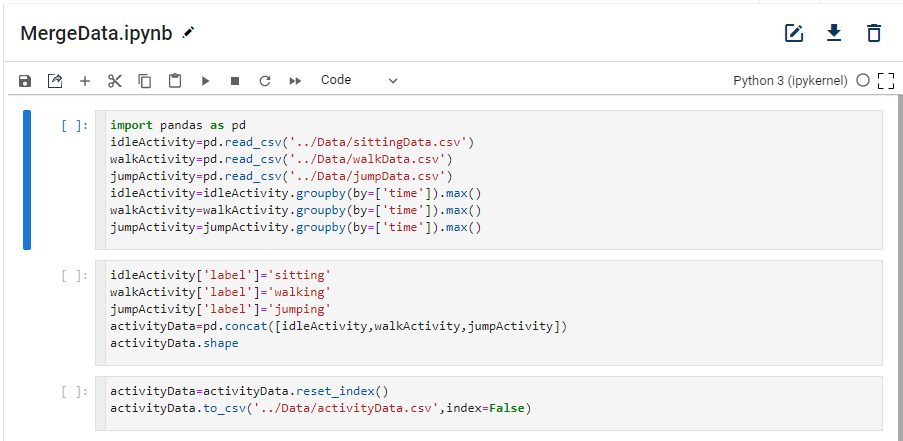 MergeData.ipynb
Code
Python 3 (ipykernel)
[ ]:
import pandas as pd
idleActivity=pd.read_csv('../Data/sittingData.csv')
walkActivity=pd.read_csv('../Data/walkData.csv')
jumpActivity=pd.read_csv('../Data/jumpData.csv')
idleActivity=idleActivity.groupby(by=['time']).max()
walkActivity=walkActivity.groupby(by=['time']).max()
jumpActivity=jumpActivity.groupby(by=['time']).max()
[ ]:
idleActivity['label']='sitting'
walkActivity['label']='walking'
jumpActivity['label']='jumping'
activityData=pd.concat([idleActivity,walkActivity,jumpActivity])
activityData.shape
[ ]:
activityData=activityData.reset_index()
activityData.to_csv('../Data/activityData.csv',index=False)